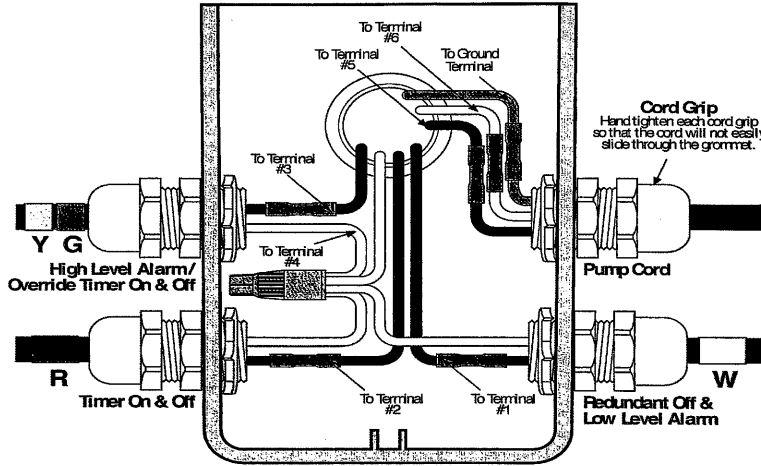 To Terminal
#6
To Terminal
#5
To Ground
Terminal
Cord Grip
Hand tighten each cord grip
so that the cord will not easily
slide through the grommet.
To Terminal
#3
Y G
To Terminal
#4
High Level Alarm/
Override Timer On & Off
Pump Cord
R
W
To Terminal
#2
To Terminal
#1
Timer On & Off
Redundant Off &
Low Level Alarm